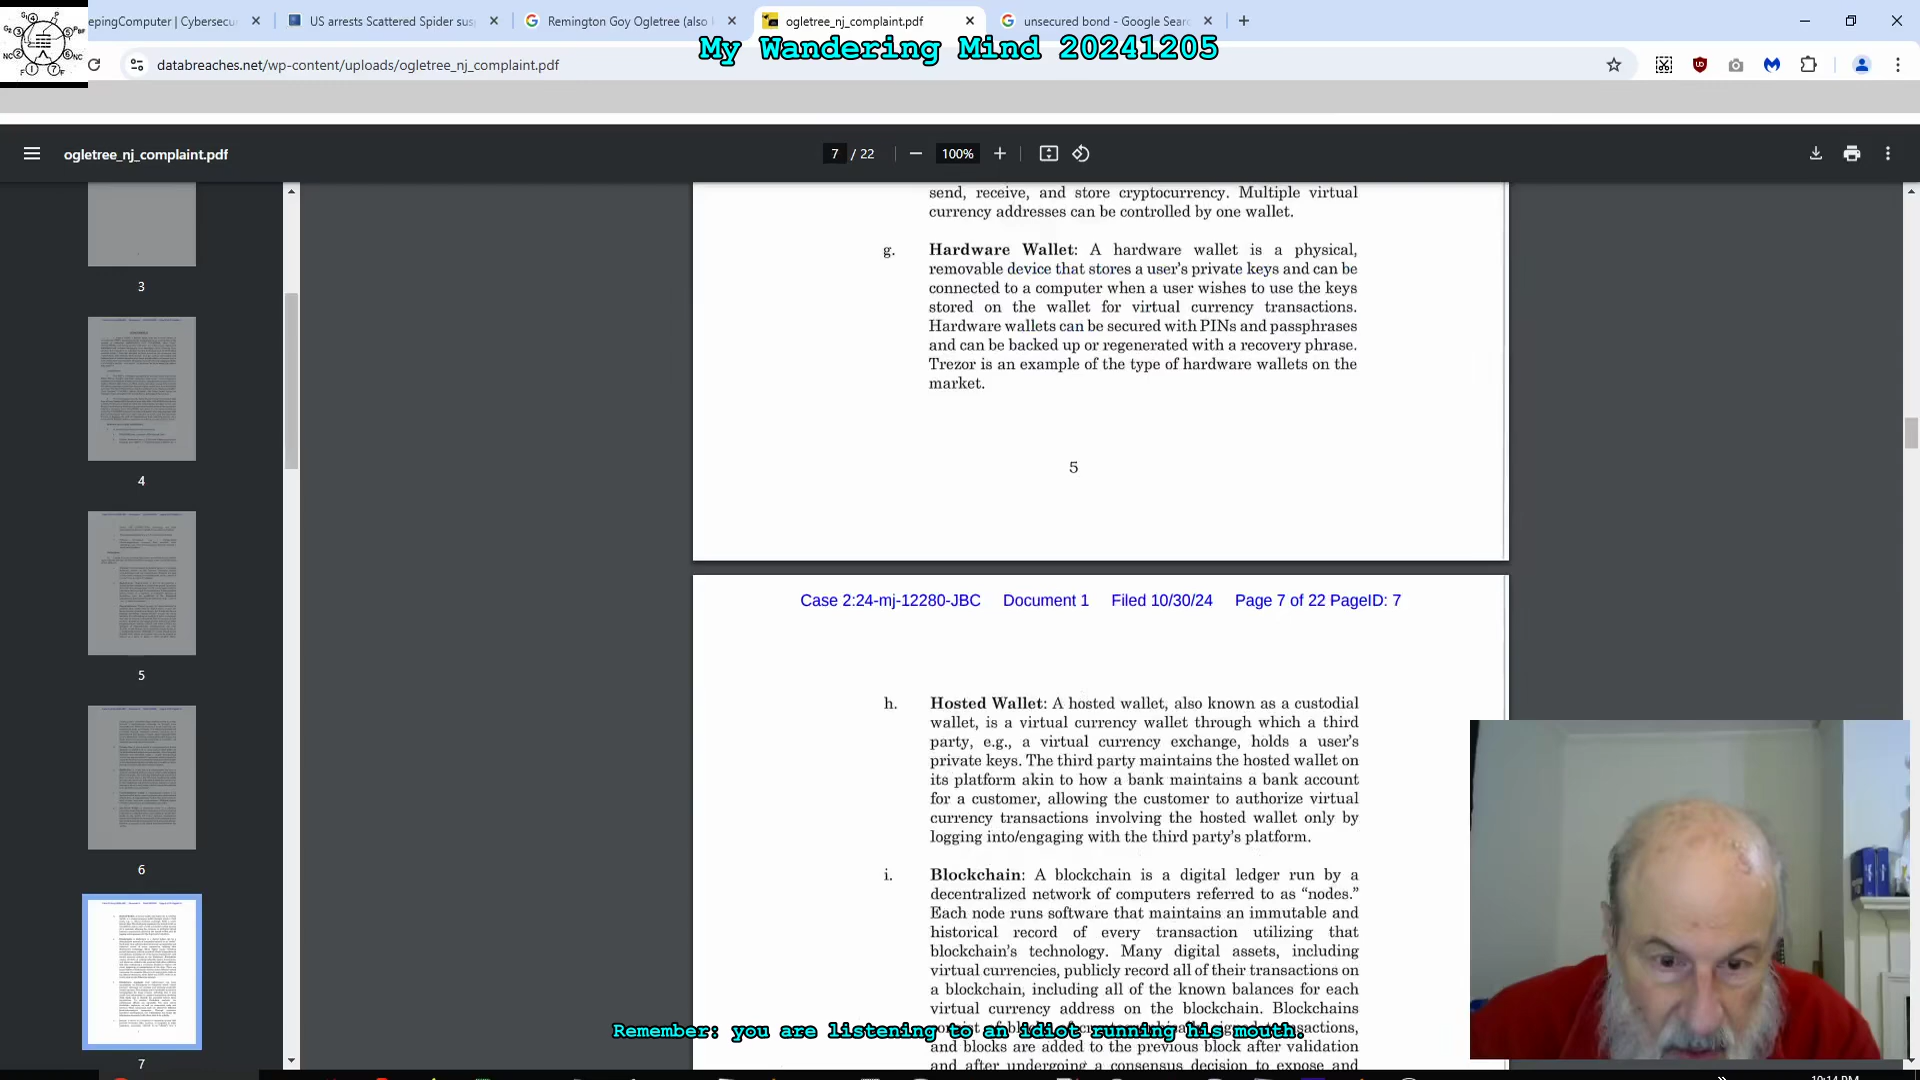 epingComputer | Cybersecur
US arrests Scattered Spider sus
Remington Goy Ogletree (also
ogletree_nj_complaint.pdf
unsecured bond - Google Sear
My Wandering Mind 20241205
databreaches.net/wp-content/uploads/ogletree_nj_complaint.pdf
ogletree_nj_complaint.pdf
7 / 22
100%
3
4
5
6
7
send, receive, and store cryptocurrency. Multiple virtual
currency addresses can be controlled by one wallet.
g. Hardware Wallet: A hardware wallet is a physical,
removable device that stores a user's private keys and can be
connected to a computer when a user wishes to use the keys
stored on the wallet for virtual currency transactions.
Hardware wallets can be secured with PINs and passphrases
and can be backed up or regenerated with a recovery phrase.
Trezor is an example of the type of hardware wallets on the
market.
5
Case 2:24-mj-12280-JBC Document 1 Filed 10/30/24 Page 7 of 22 PageID: 7
h. Hosted Wallet: A hosted wallet, also known as a custodial
wallet, is a virtual currency wallet through which a third
party, e.g., a virtual currency exchange, holds a user's
private keys. The third party maintains the hosted wallet on
its platform akin to how a bank maintains a bank account
for a customer, allowing the customer to authorize virtual
currency transactions involving the hosted wallet only by
logging into/engaging with the third party's platform.
i. Blockchain: A blockchain is a digital ledger run by a
decentralized network of computers referred to as “nodes.”
Each node runs software that maintains an immutable and
historical record of every transaction utilizing that
blockchain's technology. Many digital assets, including
virtual currencies, publicly record all of their transactions on
a blockchain, including all of the known balances for each
virtual currency address on the blockchain. Blockchains
Remember: you are listening to an idiot running his mouth.
and blocks are added to the previous block after validation
and after undergoing a consensus decision to expose and